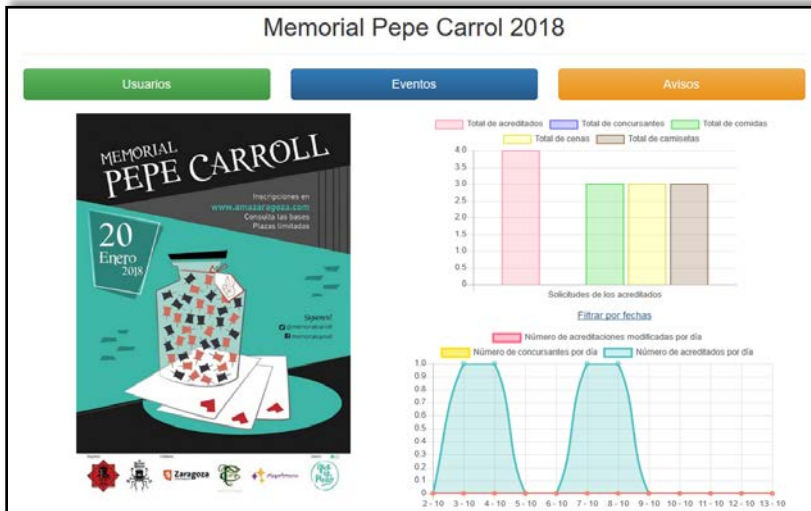 Memorial Pepe Carrol 2018
Usuarios
Eventos
Avisos
MEMORIAL
PEPE CARROLL
Inscripciones en
www.amazaragoza.com
Consulta las bases
Plazas limitadas
20
Enero
2018
Síguenos!
Zaragoza
Total de acreditados
Total de concursantes
Total de comidas
Total de cenas
Total de camisetas
4.0
3.5
3.0
2.5
2.0
1.5
1.0
0.5
0
Solicitudes de los acreditados
Filtrar por fechas
Número de acreditaciones modificadas por día
Número de concursantes por día
Número de acreditados por día
1.0
0.9
0.8
0.7
0.6
0.5
0.4
0.3
0.2
0.1
0
2 - 10 3 - 10 4 - 10 5 - 10 6 - 10 7 - 10 8 - 10 9 - 10 10 - 10 11 - 10 12 - 10 13 - 10